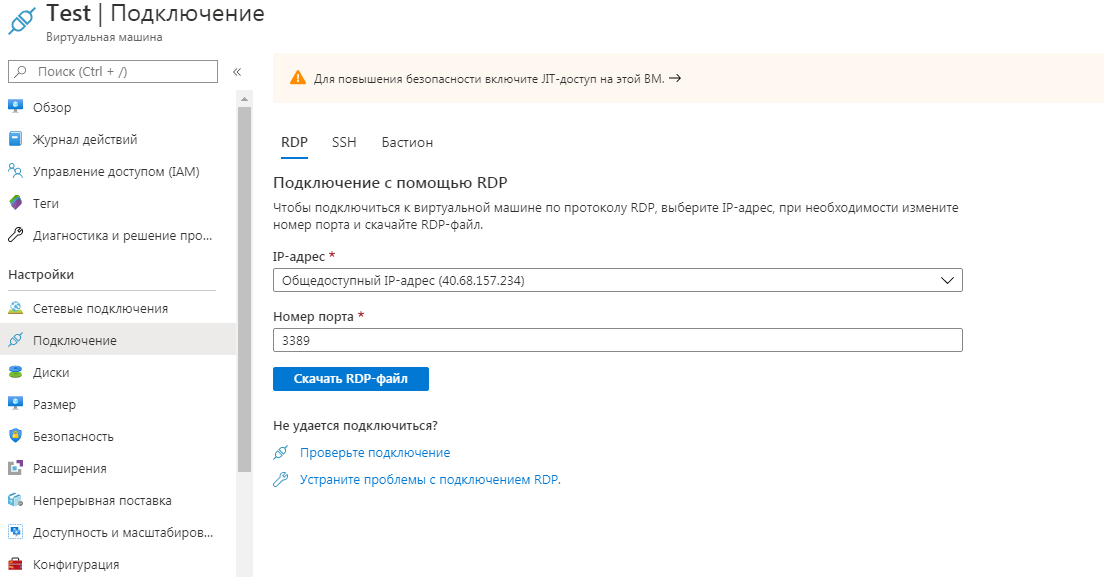 Test | Подключение
Виртуальная машина
Поиск (Ctrl + /)
«
Обзор
Журнал действий
Управление доступом (IAM)
Теги
Диагностика и решение про...
Настройки
Сетевые подключения
Подключение
Диски
Размер
Безопасность
Расширения
Непрерывная поставка
Доступность и масштабиров...
Конфигурация
Для повышения безопасности включите JIT-доступ на этой ВМ. →
RDP SSH Бастион
Подключение с помощью RDP
Чтобы подключиться к виртуальной машине по протоколу RDP, выберите IP-адрес, при необходимости измените
номер порта и скачайте RDP-файл.
IP-адрес *
Общедоступный IP-адрес (40.68.157.234)
Номер порта *
3389
Скачать RDP-файл
Не удается подключиться?
Проверьте подключение
Устраните проблемы с подключением RDP.